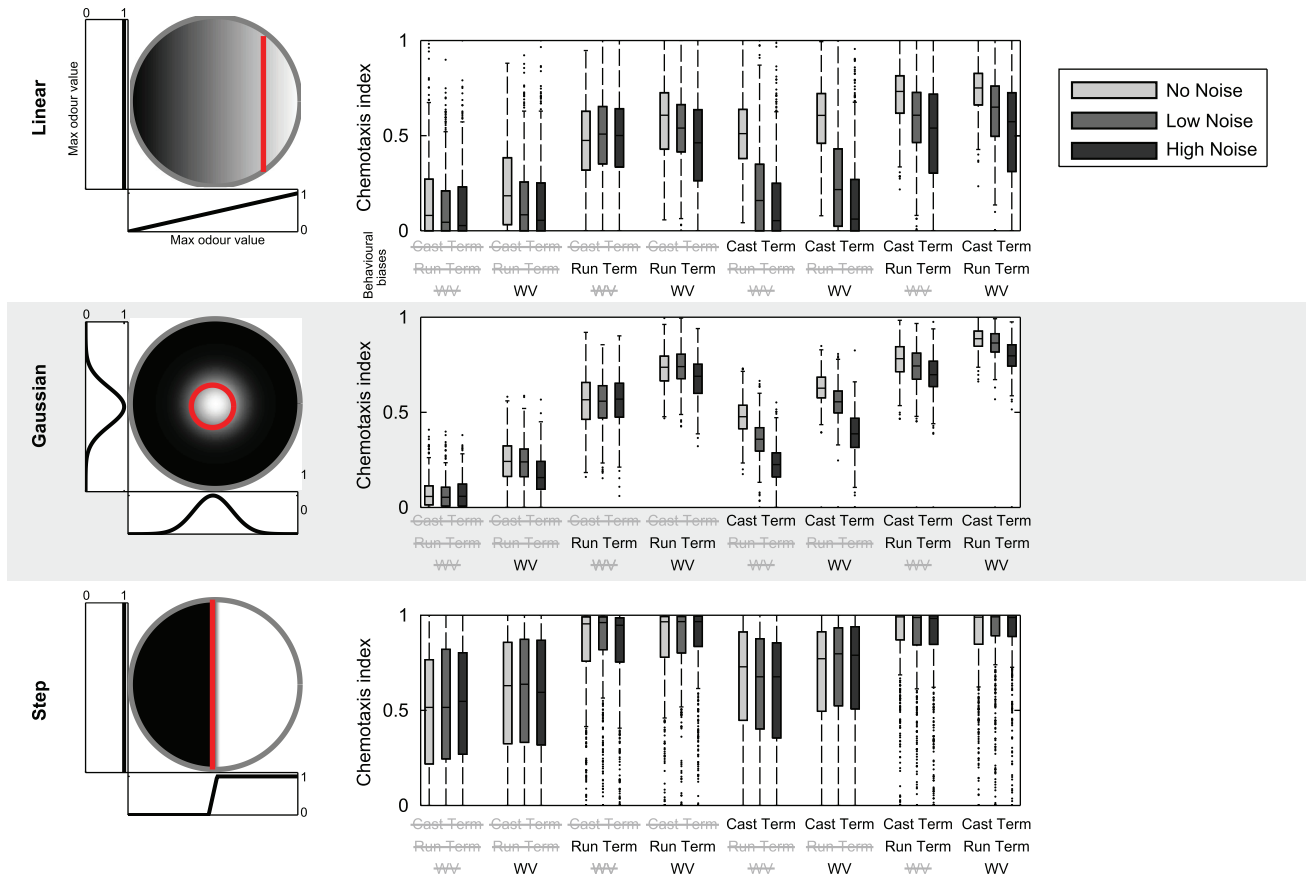 Linear
0 1
Max odour value
1
0
Max odour value
Chemotaxis index
1
0.5
0
Behavioural
biases
Cast Term Cast Term Cast Term Cast Term Cast Term Cast Term Cast Term Cast Term
Run Term Run Term Run Term Run Term Run Term Run Term Run Term Run Term
WV WV WV WV WV WV WV WV
No Noise
Low Noise
High Noise
Gaussian
0 1
1
0
Chemotaxis index
1
0.5
0
Cast Term Cast Term Cast Term Cast Term Cast Term Cast Term Cast Term Cast Term
Run Term Run Term Run Term Run Term Run Term Run Term Run Term Run Term
WV WV WV WV WV WV WV WV
Step
0 1
1
0
Chemotaxis index
1
0.5
0
Cast Term Cast Term Cast Term Cast Term Cast Term Cast Term Cast Term Cast Term
Run Term Run Term Run Term Run Term Run Term Run Term Run Term Run Term
WV WV WV WV WV WV WV WV